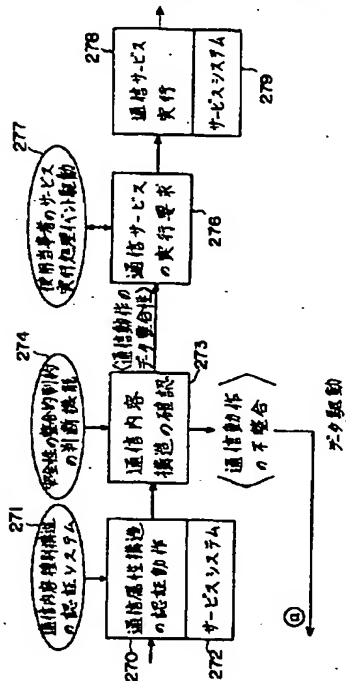 271
通信内容種別構造
の認証システム
270
通信属性構造
の認証動作
272
サービスシステム
274
安全性の整合的制約
の判断機能
273
通信内容
構造の確認
〈通信動作の
データ整合性〉
〈通信動作
の不整合〉
ⓐ
データ駆動
277
使用当事者のサービス
実行処理イベント駆動
276
通信サービス
の実行要求
278
通信サービス
実行
279
サービスシステム